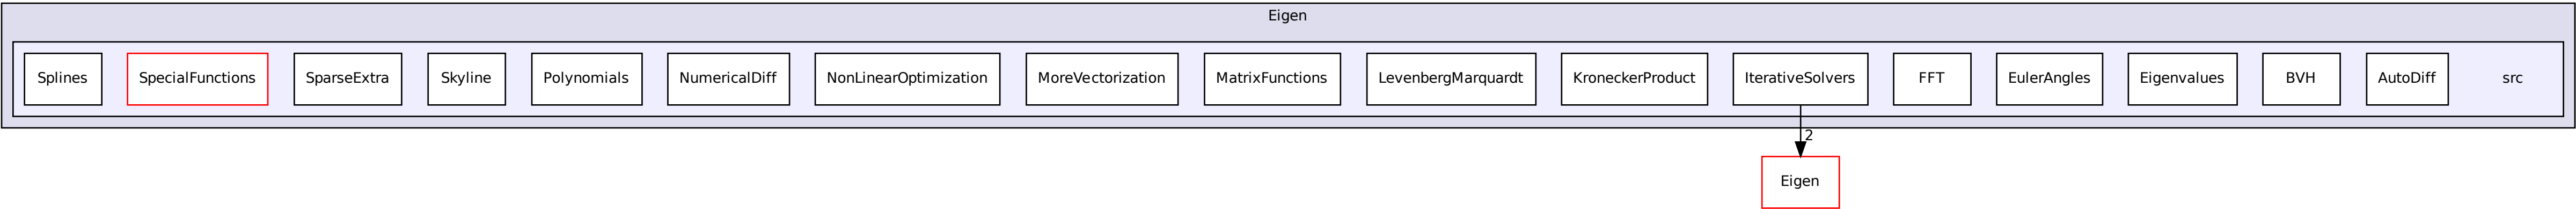 Eigen
Splines SpecialFunctions SparseExtra Skyline Polynomials NumericalDiff NonLinearOptimization MoreVectorization MatrixFunctions LevenbergMarquardt KroneckerProduct IterativeSolvers FFT EulerAngles Eigenvalues BVH AutoDiff src
2
Eigen